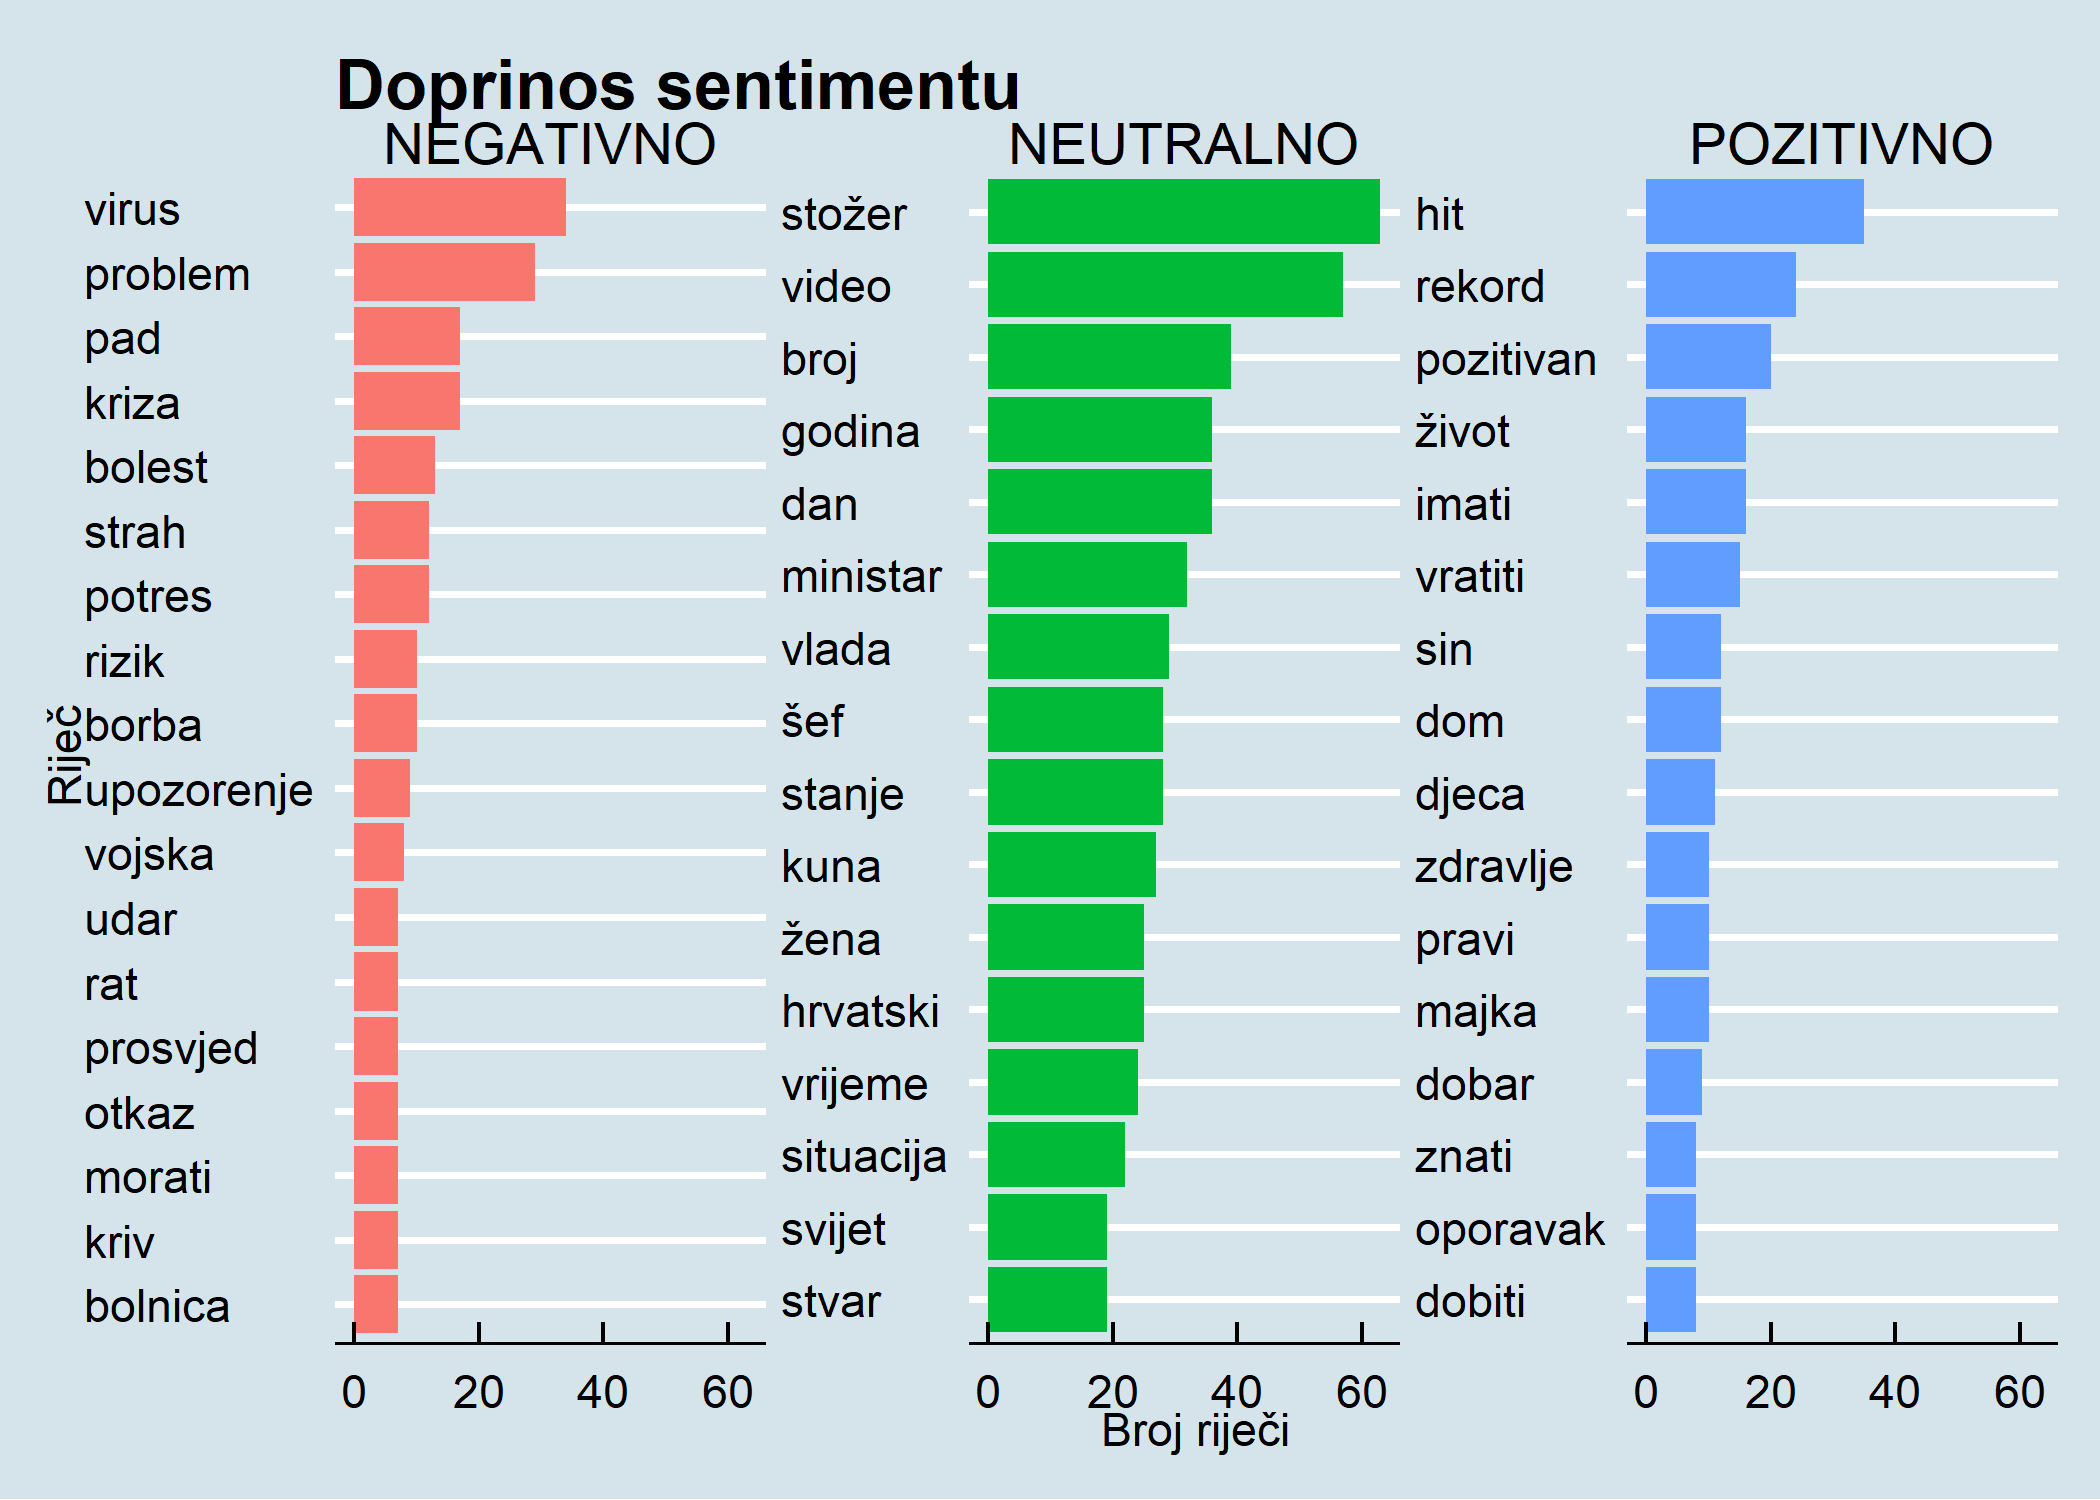 Doprinos sentimentu
NEGATIVNO
virus
problem
pad
kriza
bolest
strah
potres
rizik
borba
upozorenje
vojska
udar
rat
prosvjed
otkaz
morati
kriv
bolnica
0 20 40 60
NEUTRALNO
stožer
video
broj
godina
dan
ministar
vlada
šef
stanje
kuna
žena
hrvatski
vrijeme
situacija
svijet
stvar
0 20 40 60
POZITIVNO
hit
rekord
pozitivan
život
imati
vratiti
sin
dom
djeca
zdravlje
pravi
majka
dobar
znati
oporavak
dobiti
0 20 40 60
Riječ
Broj riječi